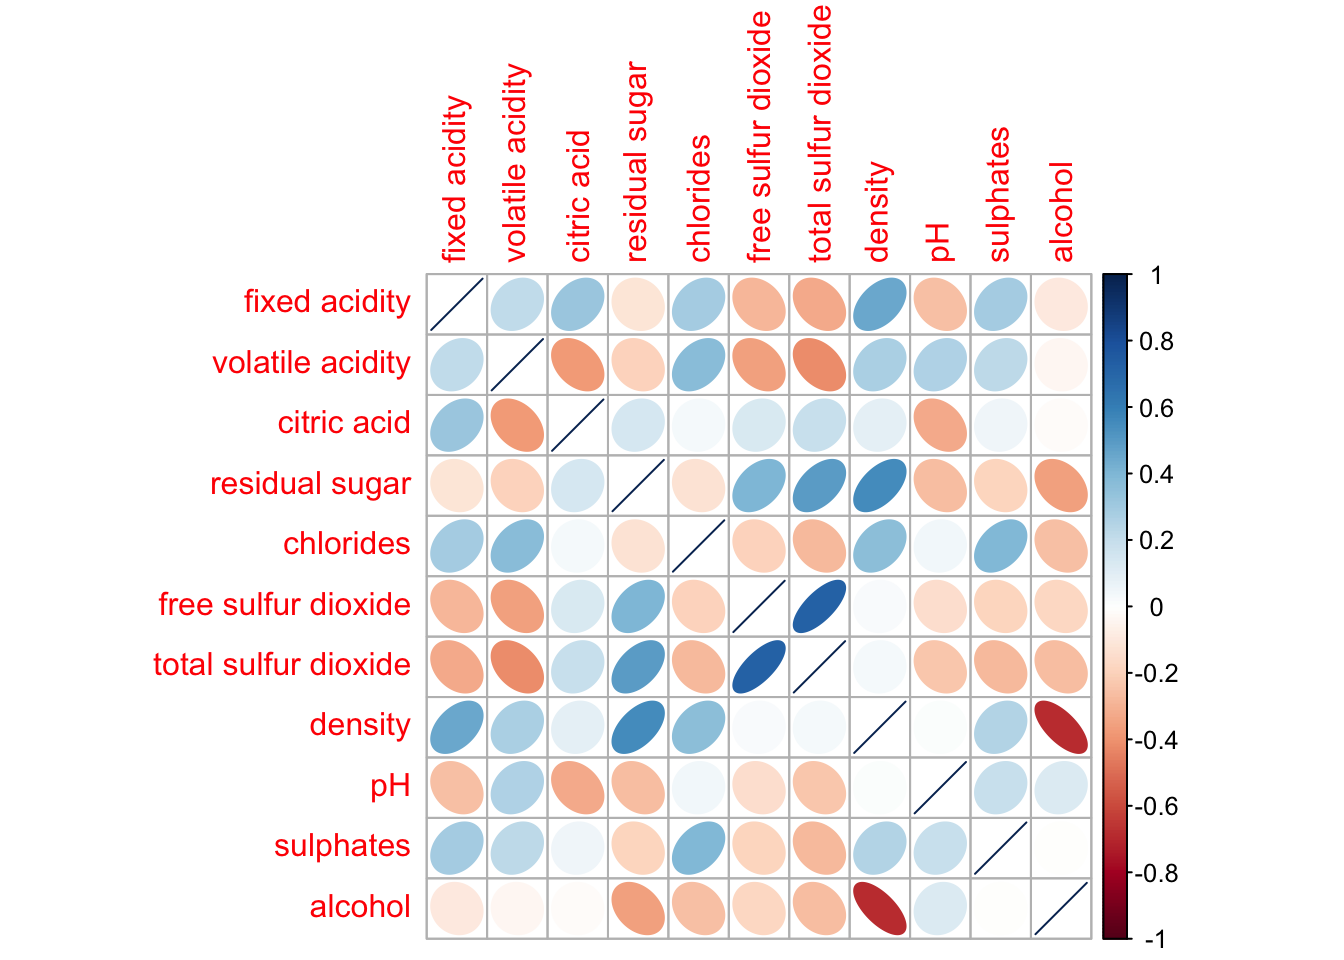 fixed acidity
volatile acidity
citric acid
residual sugar
chlorides
free sulfur dioxide
total sulfur dioxide
density
pH
sulphates
alcohol
fixed acidity
volatile acidity
citric acid
residual sugar
chlorides
free sulfur dioxide
total sulfur dioxide
density
pH
sulphates
alcohol
1
0.8
0.6
0.4
0.2
0
-0.2
-0.4
-0.6
-0.8
-1